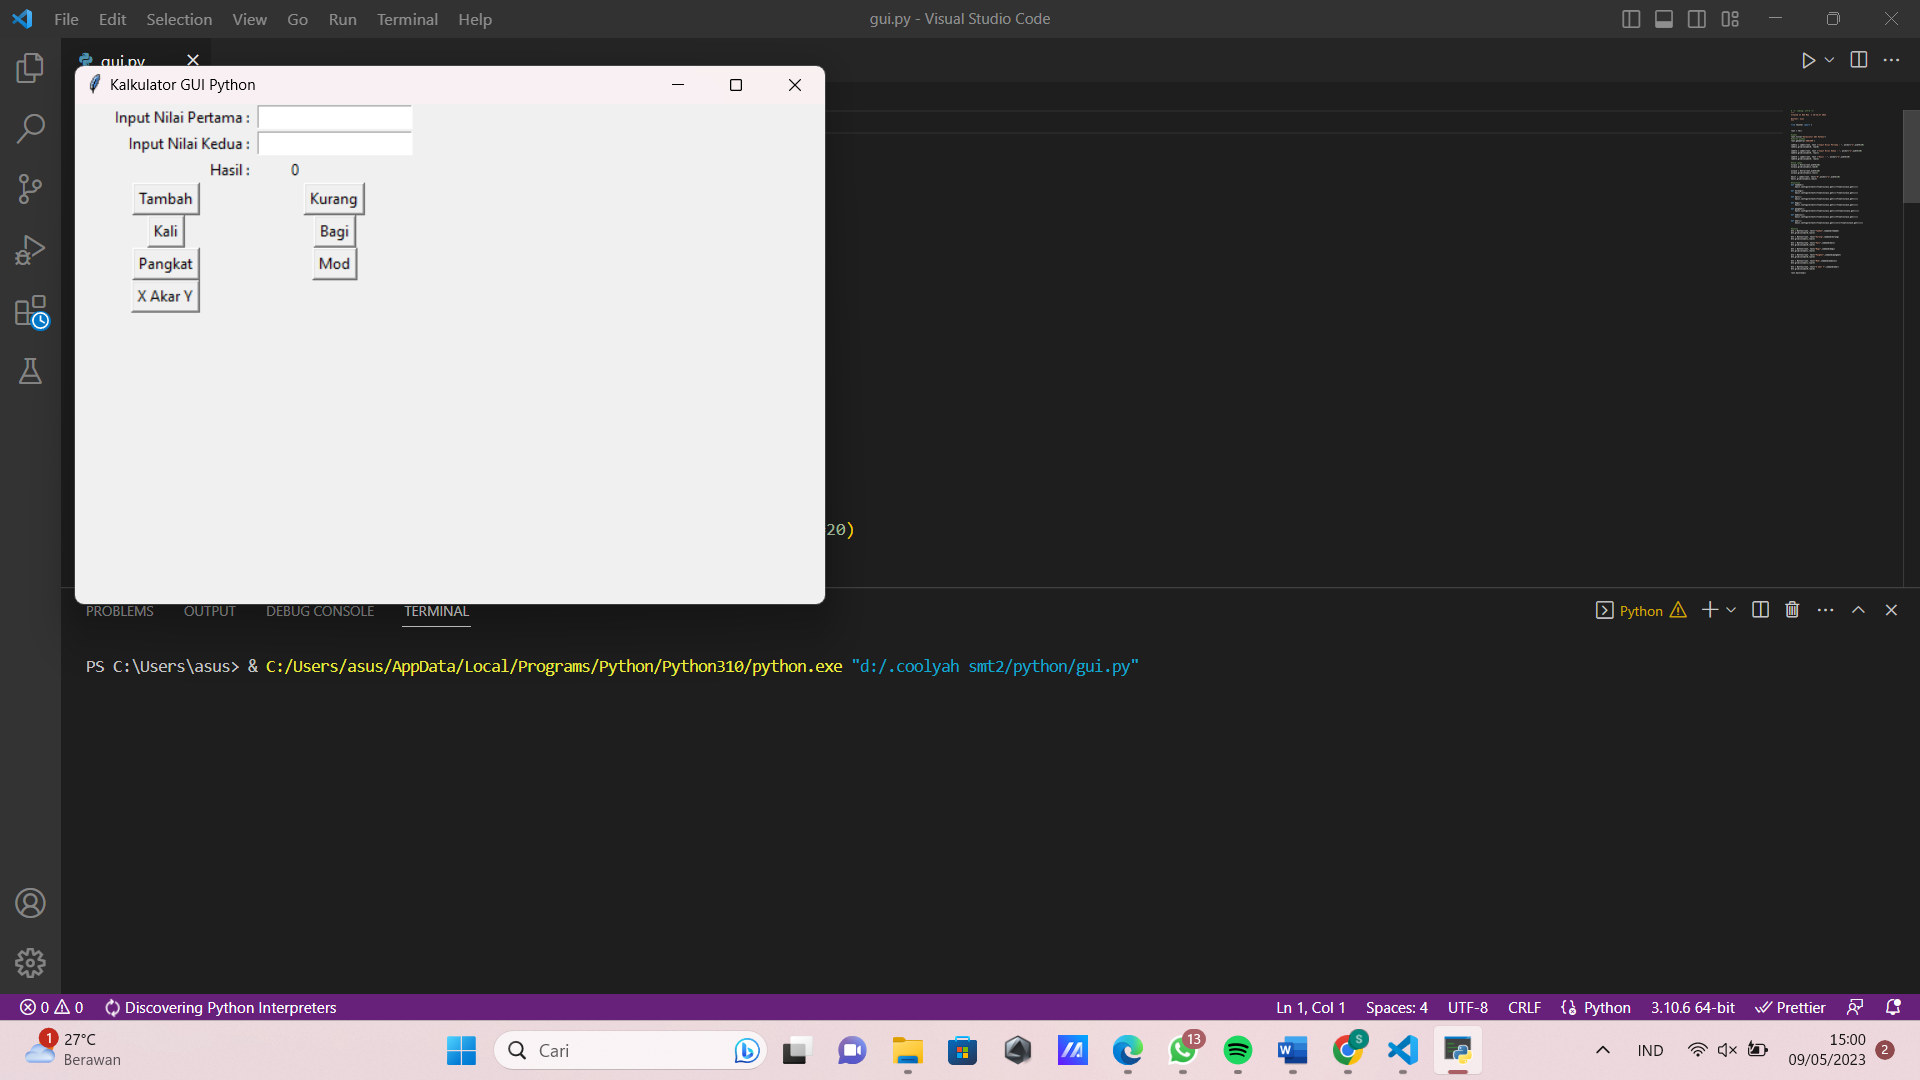 File Edit Selection View Go Run Terminal Help
gui.py - Visual Studio Code
gui.py
Kalkulator GUI Python
Input Nilai Pertama :
Input Nilai Kedua :
Hasil : 0
Tambah Kurang
Kali Bagi
Pangkat Mod
X Akar Y
20)
PROBLEMS OUTPUT DEBUG CONSOLE TERMINAL
Python
PS C:\Users\asus> & C:/Users/asus/AppData/Local/Programs/Python/Python310/python.exe "d:/.coolyah smt2/python/gui.py"
0 0 Discovering Python Interpreters
Ln 1, Col 1 Spaces: 4 UTF-8 CRLF Python 3.10.6 64-bit Prettier
1 27°C
Berawan
Cari
13
S
IND
15:00
09/05/2023
2